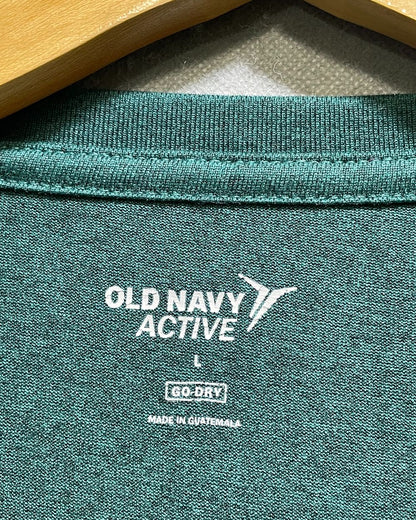 OLD NAVY
ACTIVE
L
GO-DRY
MADE IN GUATEMALA